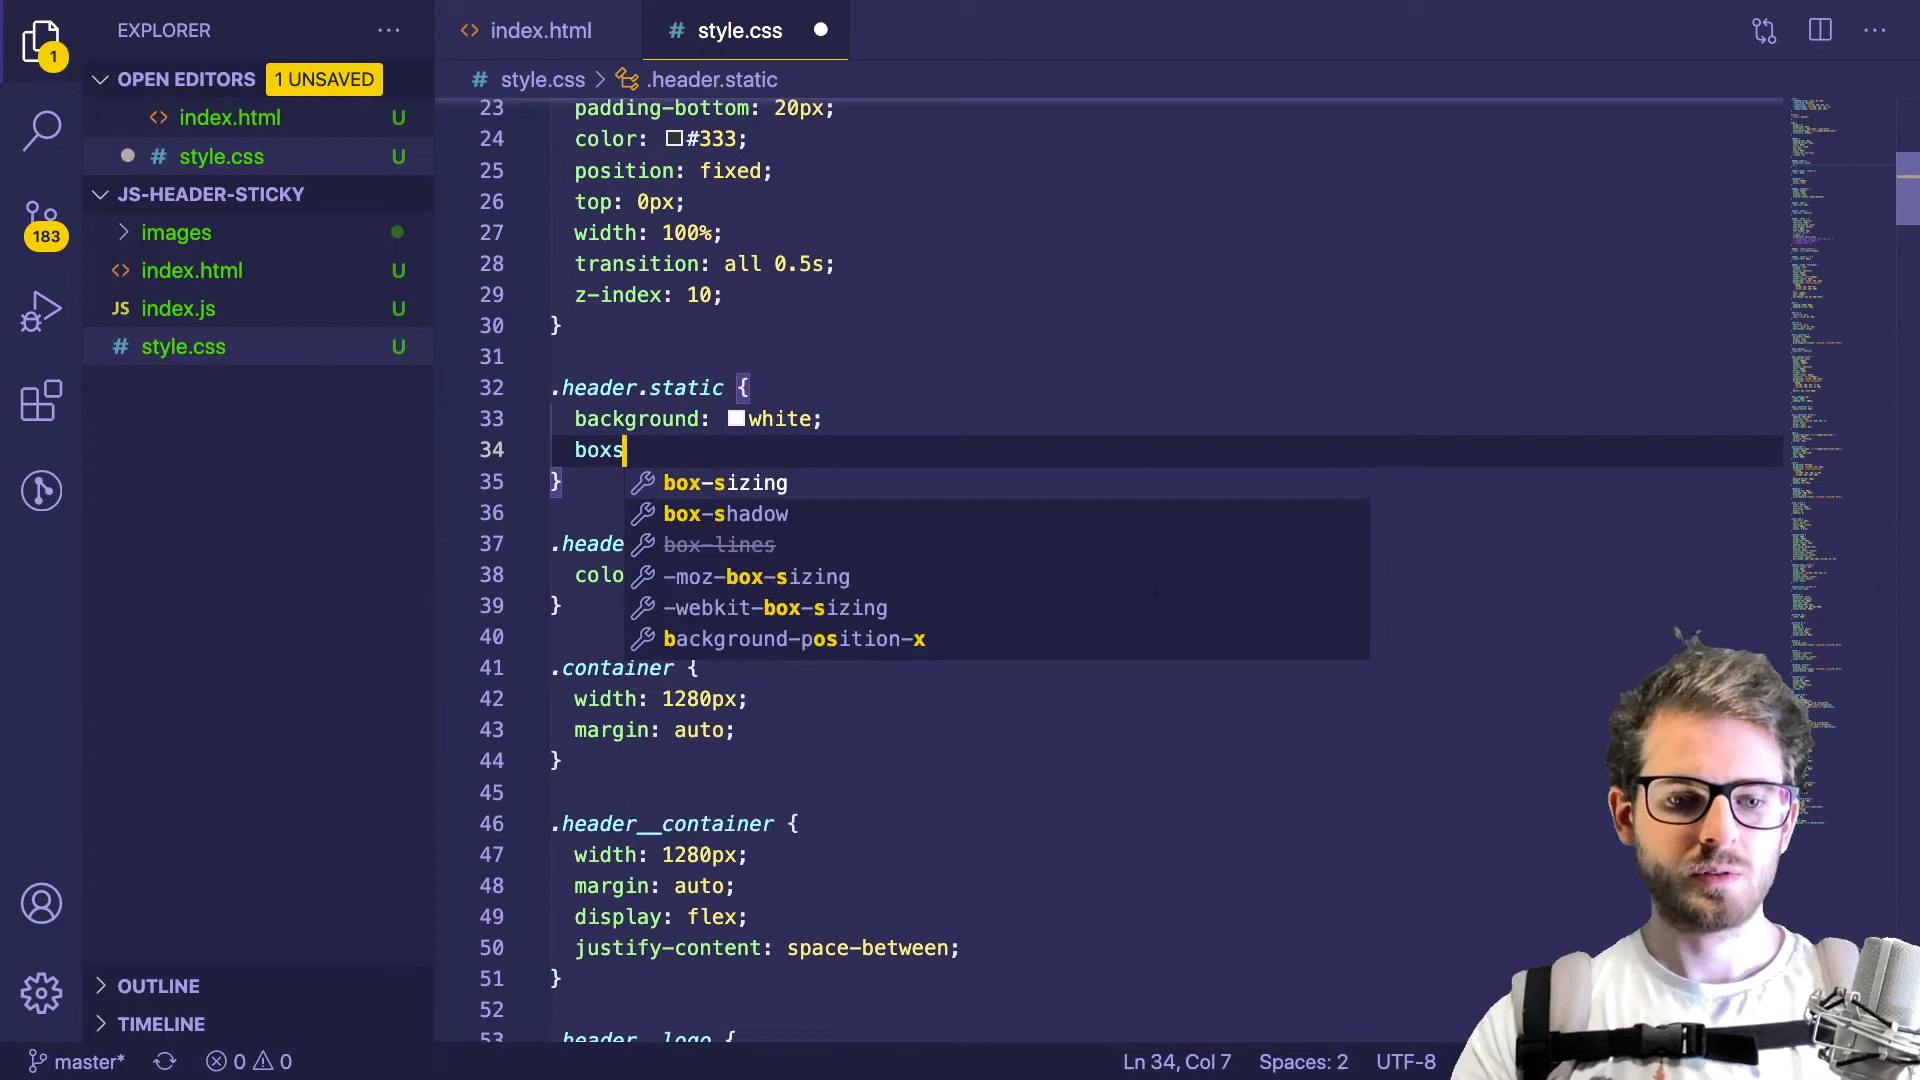 EXPLORER
OPEN EDITORS 1 UNSAVED
index.html U
style.css U
JS-HEADER-STICKY
images
index.html U
JS index.js U
# style.css U
OUTLINE
TIMELINE
1
183
index.html
# style.css
# style.css > .header.static
23 padding-bottom: 20px;
24 color: #333;
25 position: fixed;
26 top: 0px;
27 width: 100%;
28 transition: all 0.5s;
29 z-index: 10;
30 }
31
32 .header.static {
33 background: white;
34 boxs
35 }
36
37 .heade
38 colo
39 }
40
41 .container {
42 width: 1280px;
43 margin: auto;
44 }
45
46 .header__container {
47 width: 1280px;
48 margin: auto;
49 display: flex;
50 justify-content: space-between;
51 }
52
53 .header__logo {
box-sizing
box-shadow
box-lines
-moz-box-sizing
-webkit-box-sizing
background-position-x
master* 0 0 Ln 34, Col 7 Spaces: 2 UTF-8